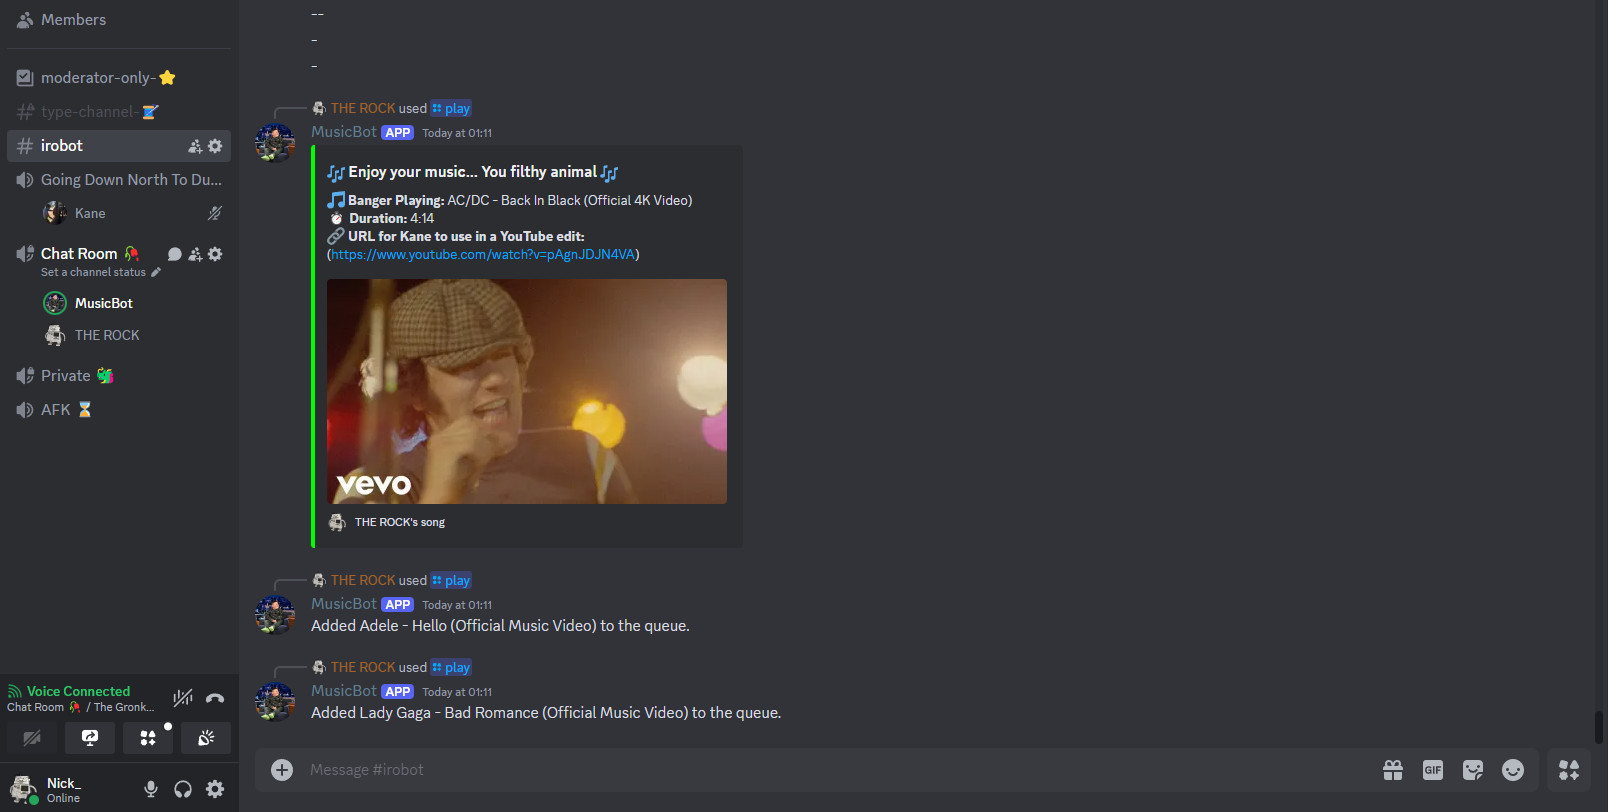 Members
moderator-only-⭐
type-channel-🧵
irobot
Going Down North To Du...
Kane
Chat Room 🥀
Set a channel status
MusicBot
THE ROCK
Private 🐲
AFK ⌛
Voice Connected
Chat Room 🥀 / The Gronk...
Nick_
Online
--
-
-
THE ROCK used play
MusicBot APP Today at 01:11
🎶 Enjoy your music... You filthy animal 🎶
🎵 Banger Playing: AC/DC - Back In Black (Official 4K Video)
⏱ Duration: 4:14
🔗 URL for Kane to use in a YouTube edit:
(https://www.youtube.com/watch?v=pAgnJDJN4VA)
vevo
THE ROCK's song
THE ROCK used play
MusicBot APP Today at 01:11
Added Adele - Hello (Official Music Video) to the queue.
THE ROCK used play
MusicBot APP Today at 01:11
Added Lady Gaga - Bad Romance (Official Music Video) to the queue.
Message #irobot
GIF